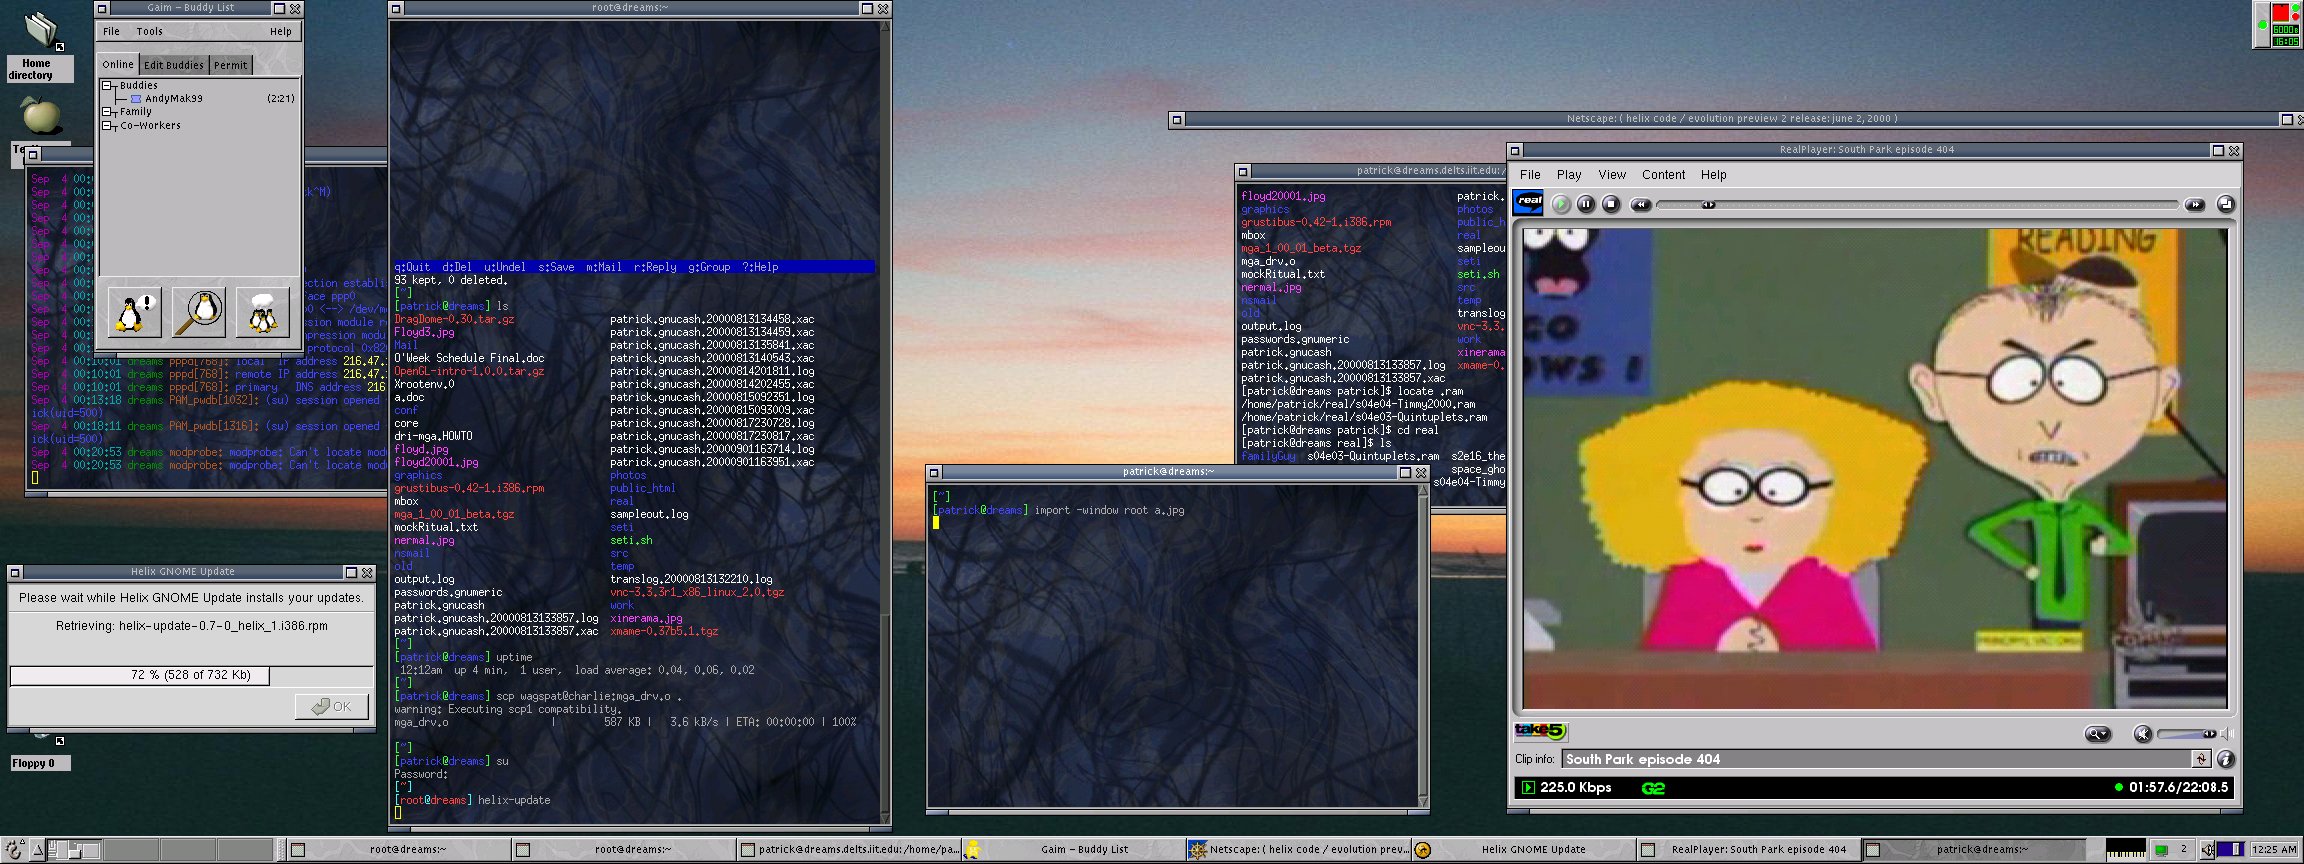 Home
directory
Floppy 0
Gaim - Buddy List
File Tools Help
Online Edit Buddies Permit
Buddies
AndyMak99 (2:21)
Family
Co-Workers
Sep 4
Sep 4
Sep 4
Sep 4
Sep 4
Sep 4
Sep 4
Sep 4
Sep 4
00:10:01 dreams pppd[768]: local IP address 216.47.
00:10:01 dreams pppd[768]: remote IP address 216.47.
00:10:01 dreams pppd[768]: primary DNS address 216
Sep 4 00:13:18 dreams PAM_pwdb[1032]: (su) session opened
ick(uid=500)
Sep 4 00:18:11 dreams PAM_pwdb[1316]: (su) session opened
ick(uid=500)
Sep 4 00:20:53 dreams modprobe: modprobe: Can't locate mod
Sep 4 00:20:53 dreams modprobe: modprobe: Can't locate mod
Helix GNOME Update
Please wait while Helix GNOME Update installs your updates.
Retrieving: helix-update-0.7-0_helix_1.i386.rpm
72 % (528 of 732 Kb)
OK
root@dreams:~
q:Quit d:Del u:Undel s:Save m:Mail r:Reply g:Group ?:Help
93 kept, 0 deleted.
[~]
[patrick@dreams] ls
DragDome-0.30.tar.gz patrick.gnucash.20000813134458.xac
Floyd3.jpg patrick.gnucash.20000813134459.xac
Mail patrick.gnucash.20000813135841.xac
O'Week Schedule Final.doc patrick.gnucash.20000813140543.xac
OpenGL-intro-1.0.0.tar.gz patrick.gnucash.20000814201811.log
Xrootenv.0 patrick.gnucash.20000814202455.xac
a.doc patrick.gnucash.20000815092351.log
conf patrick.gnucash.20000815093009.xac
core patrick.gnucash.20000817230728.log
dri-mga.HOWTO patrick.gnucash.20000817230817.xac
floyd.jpg patrick.gnucash.20000901163714.log
floyd20001.jpg patrick.gnucash.20000901163951.xac
graphics photos
grustibus-0.42-1.i386.rpm public_html
mbox real
mga_1_00_01_beta.tgz sampleout.log
mockRitual.txt seti
nermal.jpg seti.sh
nsmail src
old temp
output.log translog.20000813132210.log
passwords.gnumeric vnc-3.3.3r1_x86_linux_2.0.tgz
patrick.gnucash work
patrick.gnucash.20000813133857.log xinerama.jpg
patrick.gnucash.20000813133857.xac xmame-0.37b5.1.tgz
[~]
[patrick@dreams] uptime
12:12am up 4 min, 1 user, load average: 0.04, 0.06, 0.02
[~]
[patrick@dreams] scp wagspat@charlie:mga_drv.o .
warning: Executing scp1 compatibility.
mga_drv.o | 587 KB | 3.6 kB/s | ETA: 00:00:00 | 100%
[~]
[patrick@dreams] su
Password:
[~]
[root@dreams] helix-update
Netscape: ( helix code / evolution preview 2 release: june 2, 2000 )
patrick@dreams.delts.iit.edu: /
floyd20001.jpg patrick.
graphics photos
grustibus-0.42-1.i386.rpm public_h
mbox real
mga_1_00_01_beta.tgz sampleou
mga_drv.o seti
mockRitual.txt seti.sh
nermal.jpg src
nsmail temp
old translog
output.log vnc-3.3.
passwords.gnumeric work
patrick.gnucash xinerama
patrick.gnucash.20000813133857.log xmame-0.
patrick.gnucash.20000813133857.xac
[patrick@dreams patrick]$ locate .ram
/home/patrick/real/s04e04-Timmy2000.ram
/home/patrick/real/s04e03-Quintuplets.ram
[patrick@dreams patrick]$ cd real
[patrick@dreams real]$ ls
familyGuy s04e03-Quintuplets.ram s2e16_the
space_gho
s04e04-Timmy
patrick@dreams:~
[~]
[patrick@dreams] import -window root a.jpg
RealPlayer: South Park episode 404
File Play View Content Help
real
READING
GO
OWS !
take5
Clip info: South Park episode 404
225.0 Kbps G2 01:57.6/22:08.5
root@dreams:~
root@dreams:~
patrick@dreams.delts.iit.edu: /home/pa...
Gaim - Buddy List
Netscape: ( helix code / evolution prev...
Helix GNOME Update
RealPlayer: South Park episode 404
patrick@dreams:~
2
12:25 AM